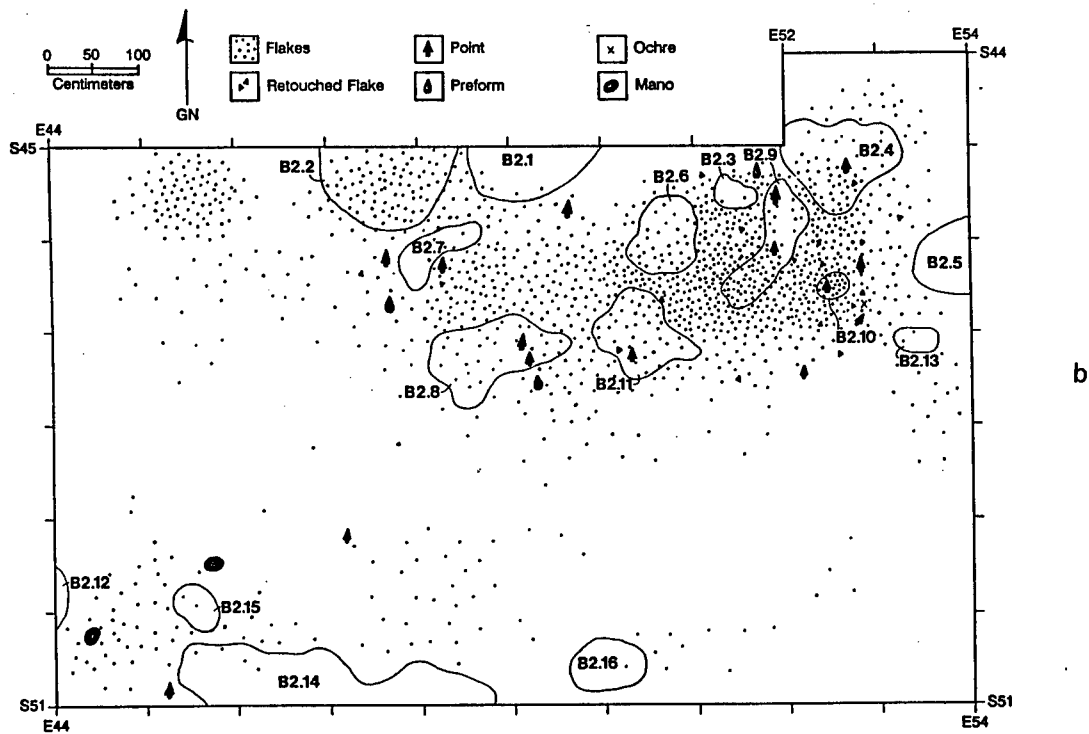 0 50 100
Centimeters
GN
Flakes
Retouched Flake
Point
Preform
Ochre
Mano
E52
E54
S44
E44
S45
B2.2
B2.1
B2.3
B2.9
B2.4
B2.6
B2.7
B2.5
B2.10
B2.13
B2.8
B2.11
b
B2.12
B2.15
B2.14
B2.16
S51
S51
E44
E54